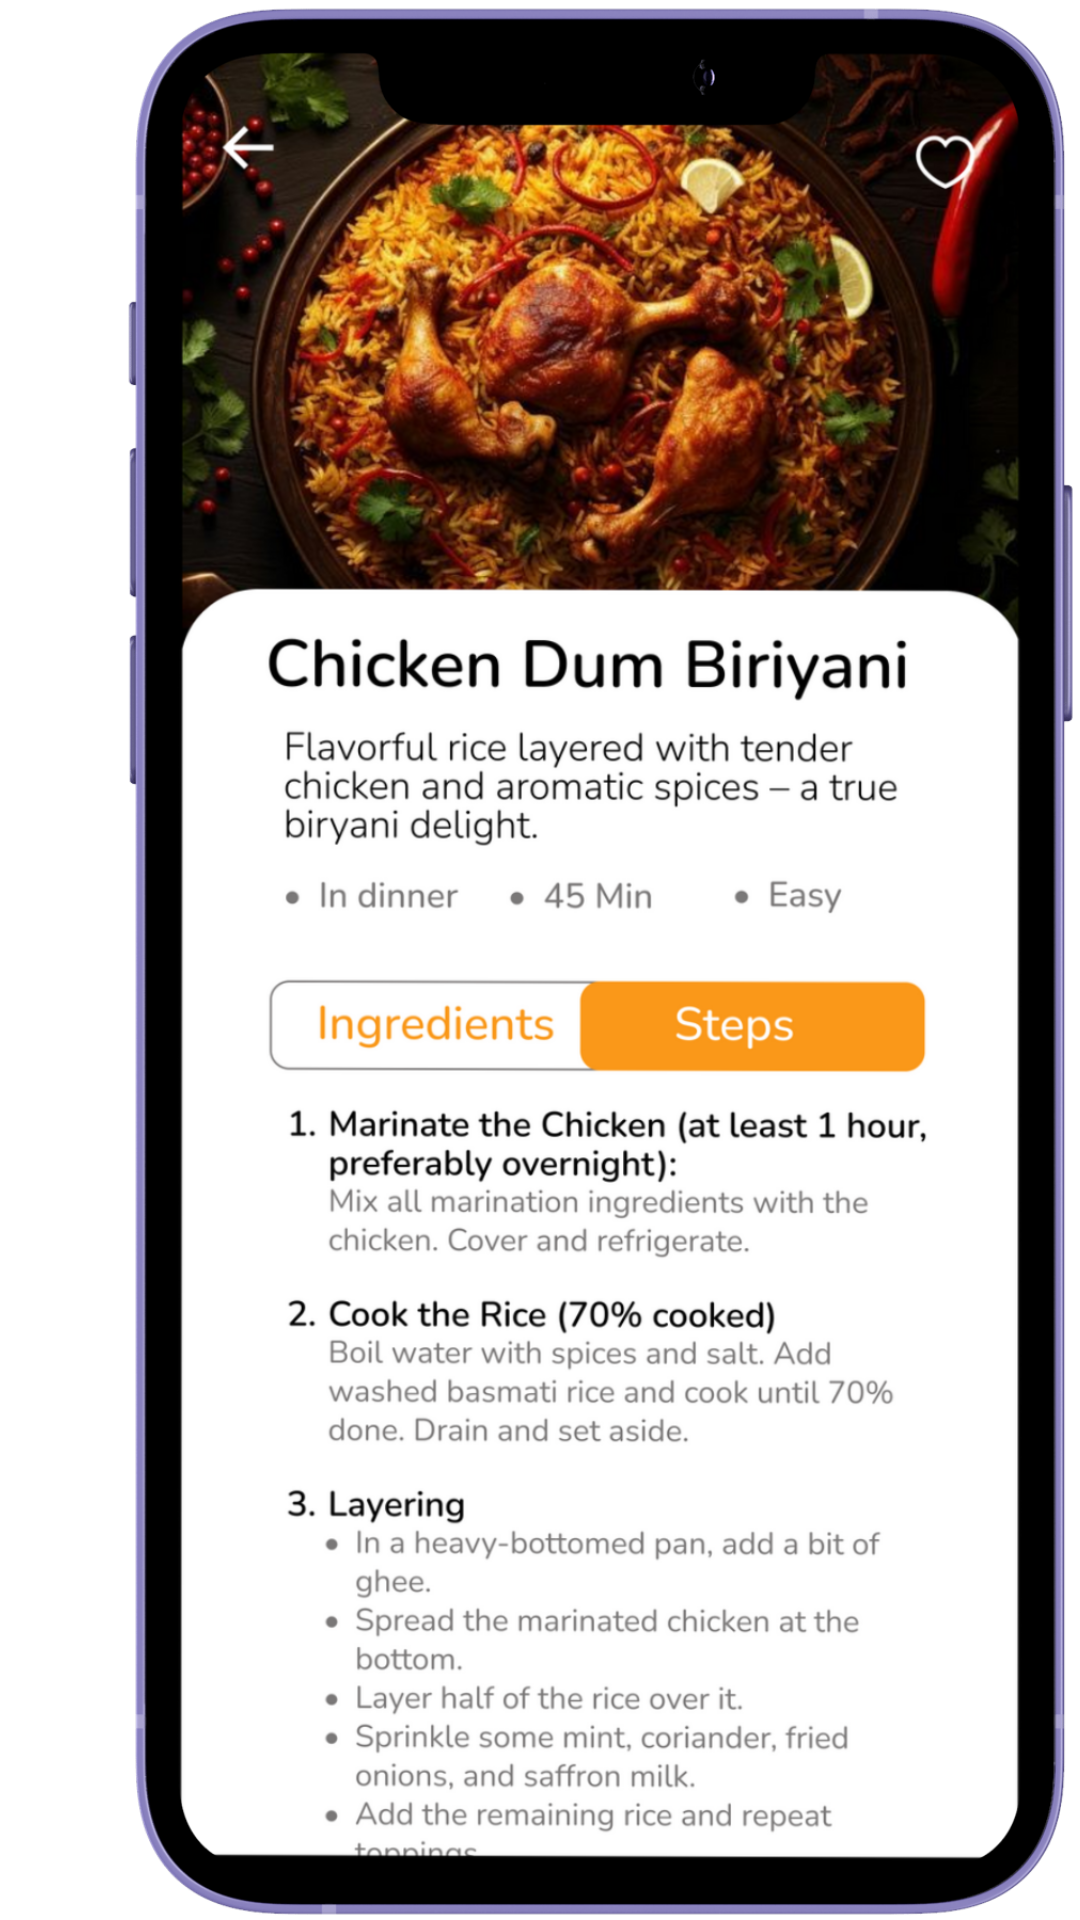 Chicken Dum Biriyani
Flavorful rice layered with tender
chicken and aromatic spices – a true
biryani delight.
• In dinner • 45 Min • Easy
Ingredients Steps
1. Marinate the Chicken (at least 1 hour,
preferably overnight):
Mix all marination ingredients with the
chicken. Cover and refrigerate.
2. Cook the Rice (70% cooked)
Boil water with spices and salt. Add
washed basmati rice and cook until 70%
done. Drain and set aside.
3. Layering
• In a heavy-bottomed pan, add a bit of
ghee.
• Spread the marinated chicken at the
bottom.
• Layer half of the rice over it.
• Sprinkle some mint, coriander, fried
onions, and saffron milk.
• Add the remaining rice and repeat
toppings.